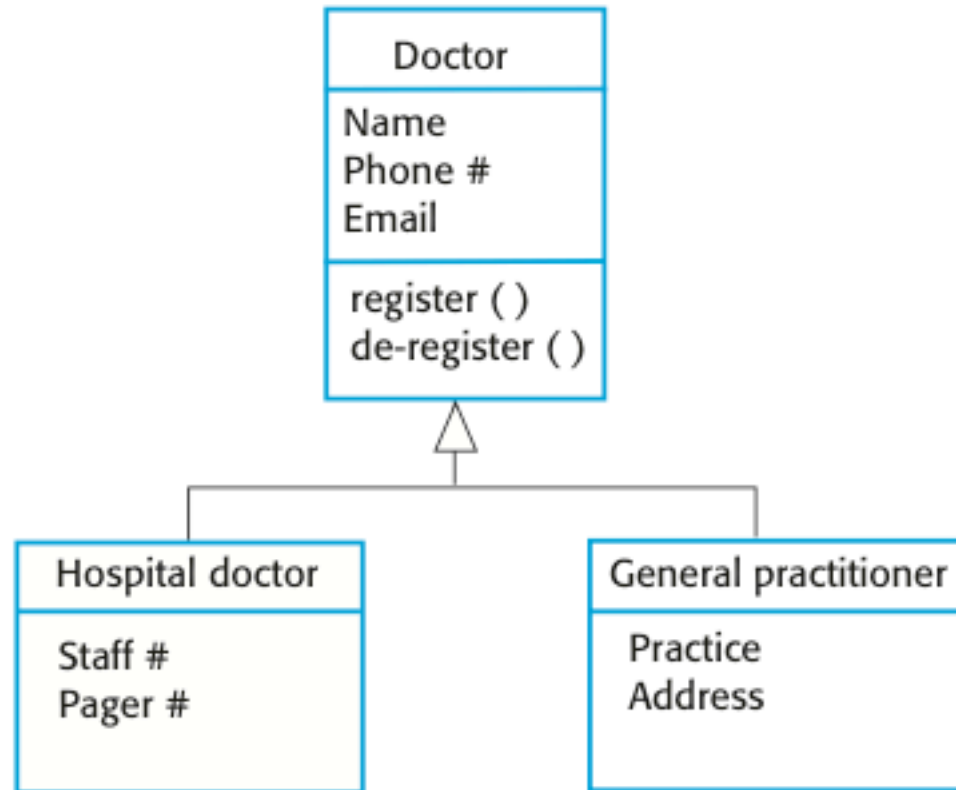 Doctor
Name
Phone #
Email
register ( )
de-register ( )
Hospital doctor
Staff #
Pager #
General practitioner
Practice
Address